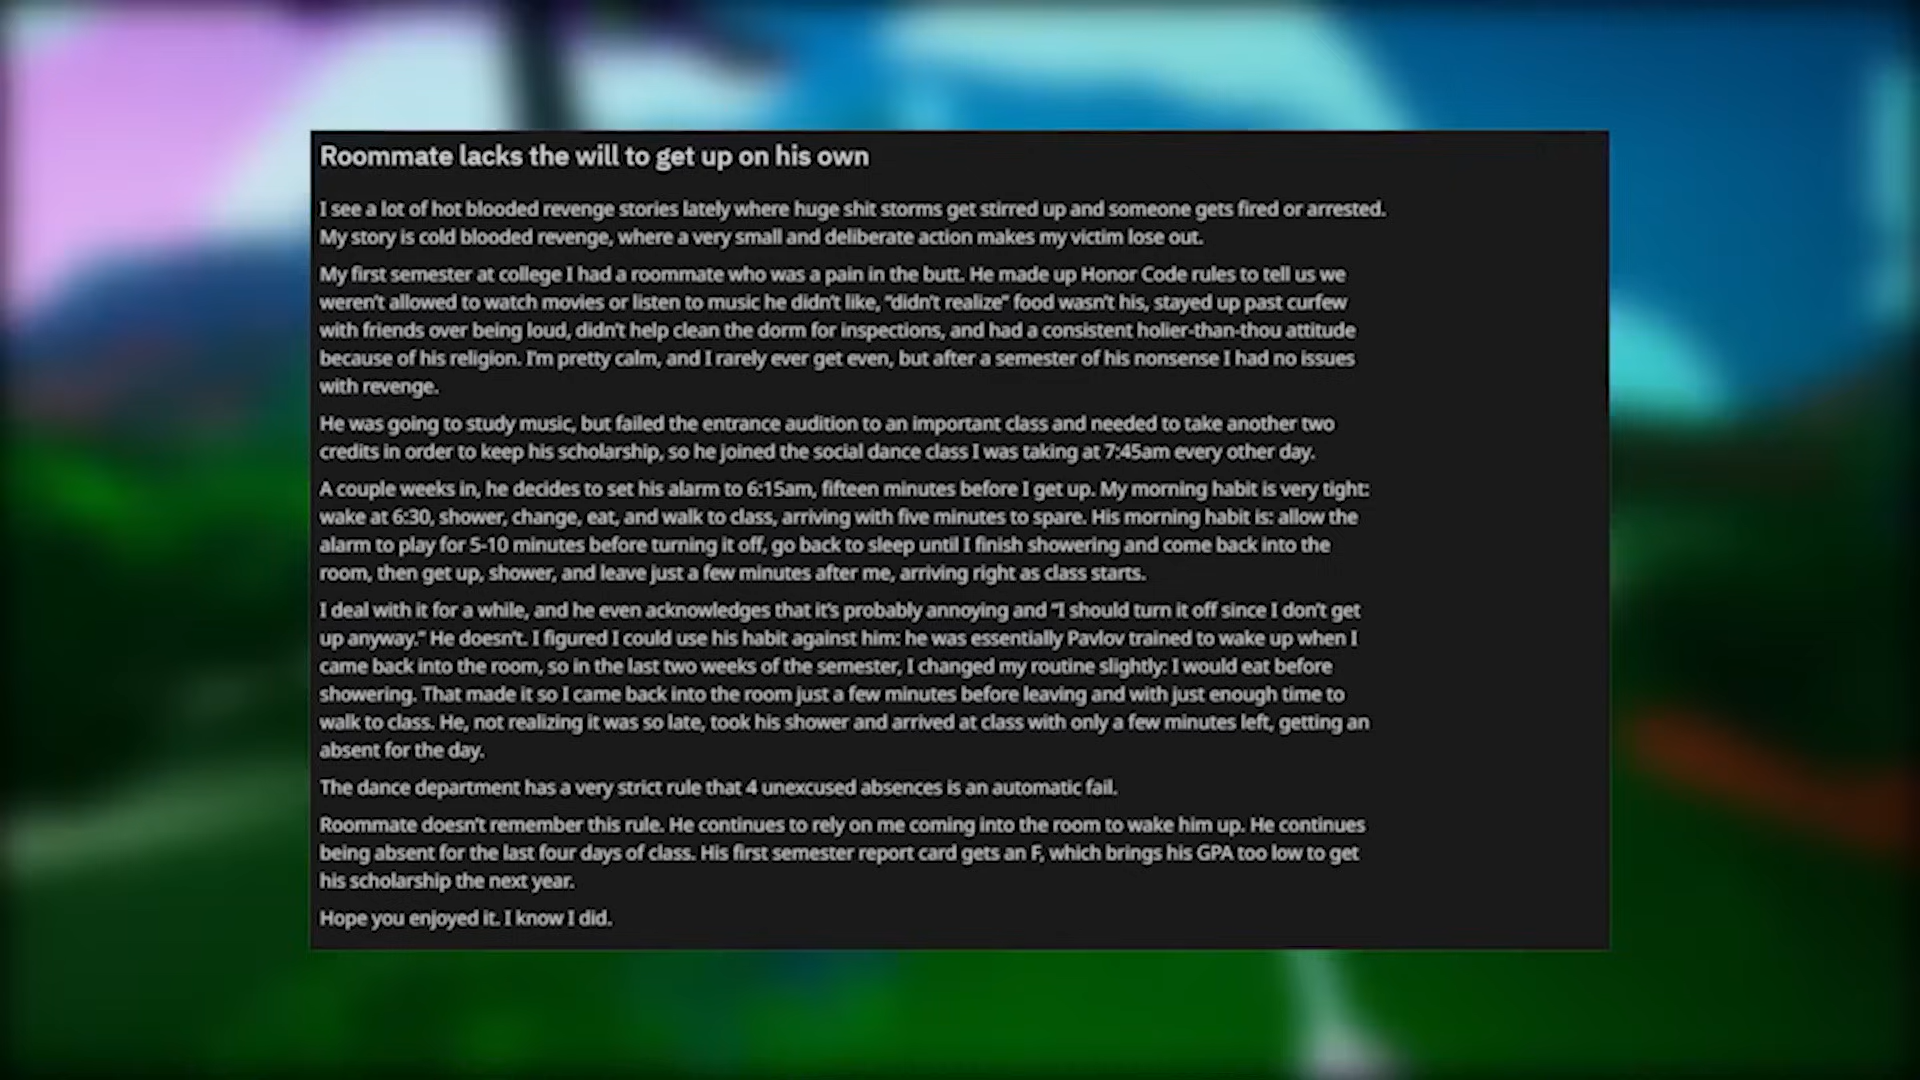 Roommate lacks the will to get up on his own
I see a lot of hot blooded revenge stories lately where huge shit storms get stirred up and someone gets fired or arrested.
My story is cold blooded revenge, where a very small and deliberate action makes my victim lose out.
My first semester at college I had a roommate who was a pain in the butt. He made up Honor Code rules to tell us we
weren't allowed to watch movies or listen to music he didn't like, "didn't realize" food wasn't his, stayed up past curfew
with friends over being loud, didn't help clean the dorm for inspections, and had a consistent holier-than-thou attitude
because of his religion. I'm pretty calm, and I rarely ever get even, but after a semester of his nonsense I had no issues
with revenge.
He was going to study music, but failed the entrance audition to an important class and needed to take another two
credits in order to keep his scholarship, so he joined the social dance class I was taking at 7:45am every other day.
A couple weeks in, he decides to set his alarm to 6:15am, fifteen minutes before I get up. My morning habit is very tight:
wake at 6:30, shower, change, eat, and walk to class, arriving with five minutes to spare. His morning habit is: allow the
alarm to play for 5-10 minutes before turning it off, go back to sleep until I finish showering and come back into the
room, then get up, shower, and leave just a few minutes after me, arriving right as class starts.
I deal with it for a while, and he even acknowledges that it's probably annoying and "I should turn it off since I don't get
up anyway." He doesn't. I figured I could use his habit against him: he was essentially Pavlov trained to wake up when I
came back into the room, so in the last two weeks of the semester, I changed my routine slightly: I would eat before
showering. That made it so I came back into the room just a few minutes before leaving and with just enough time to
walk to class. He, not realizing it was so late, took his shower and arrived at class with only a few minutes left, getting an
absent for the day.
The dance department has a very strict rule that 4 unexcused absences is an automatic fail.
Roommate doesn't remember this rule. He continues to rely on me coming into the room to wake him up. He continues
being absent for the last four days of class. His first semester report card gets an F, which brings his GPA too low to get
his scholarship the next year.
Hope you enjoyed it. I know I did.